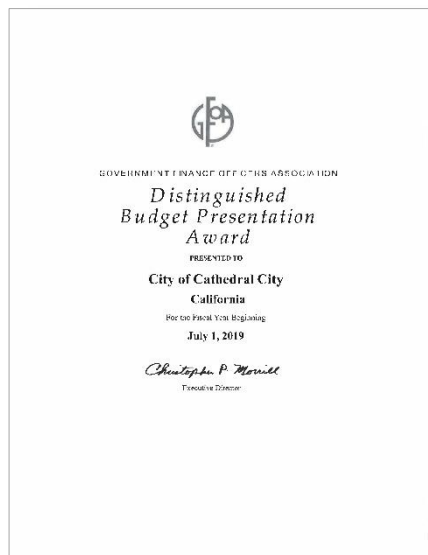 GFOA
GOVERNMENT FINANCE OFFICERS ASSOCIATION
Distinguished
Budget Presentation
Award
PRESENTED TO
City of Cathedral City
California
For the Fiscal Year Beginning
July 1, 2019
Christopher P. Morrill
Executive Director